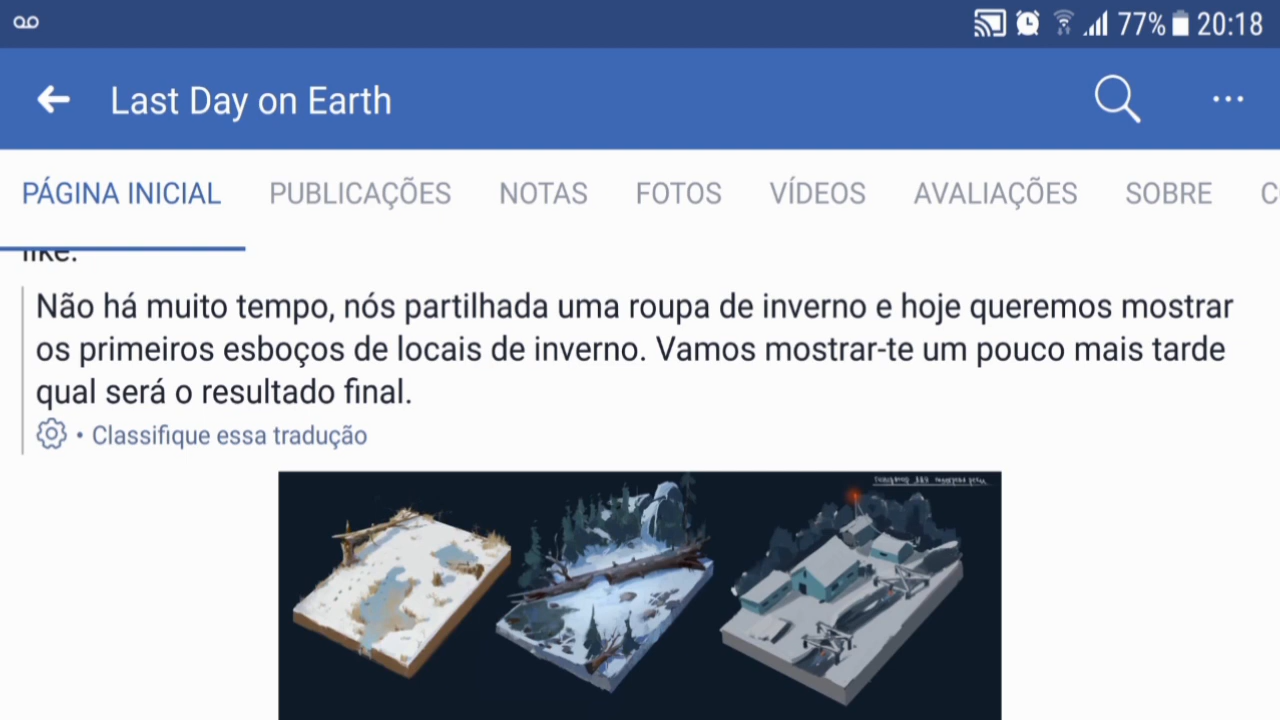 77% 20:18
Last Day on Earth
PÁGINA INICIAL PUBLICAÇÕES NOTAS FOTOS VÍDEOS AVALIAÇÕES SOBRE
like.
Não há muito tempo, nós partilhada uma roupa de inverno e hoje queremos mostrar
os primeiros esboços de locais de inverno. Vamos mostrar-te um pouco mais tarde
qual será o resultado final.
• Classifique essa tradução